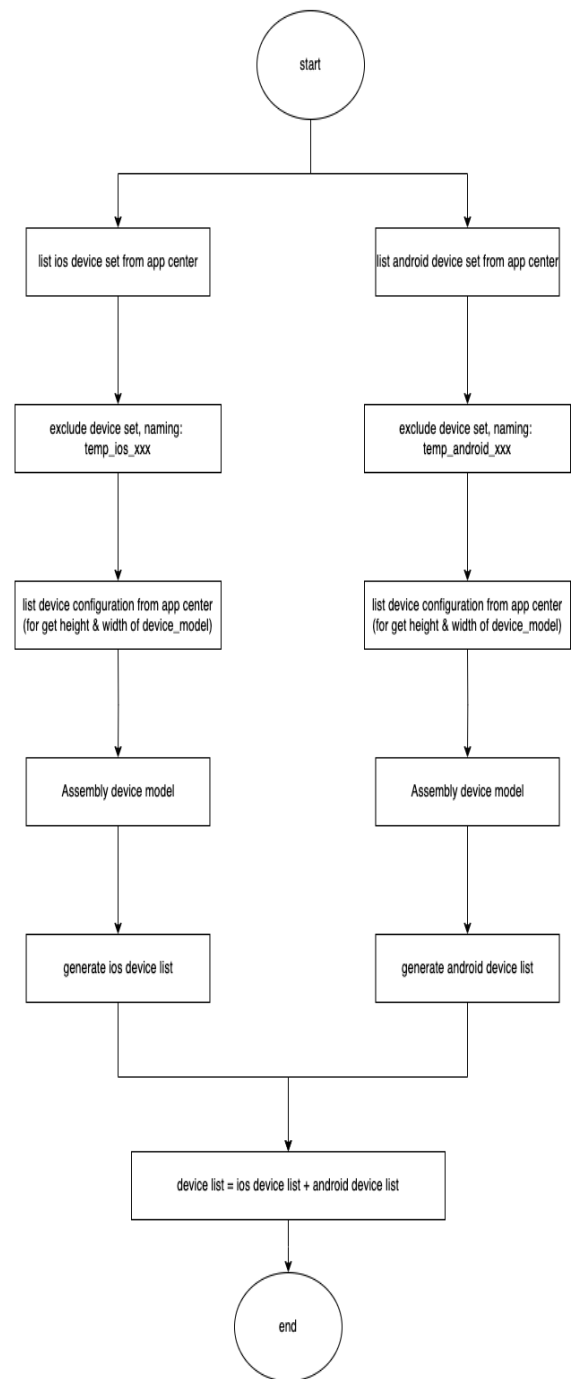 start
list ios device set from app center
list android device set from app center
exclude device set, naming:
temp_ios_xxx
exclude device set, naming:
temp_android_xxx
list device configuration from app center
(for get height & width of device_model)
list device configuration from app center
(for get height & width of device_model)
Assembly device model
Assembly device model
generate ios device list
generate android device list
device list = ios device list + android device list
end